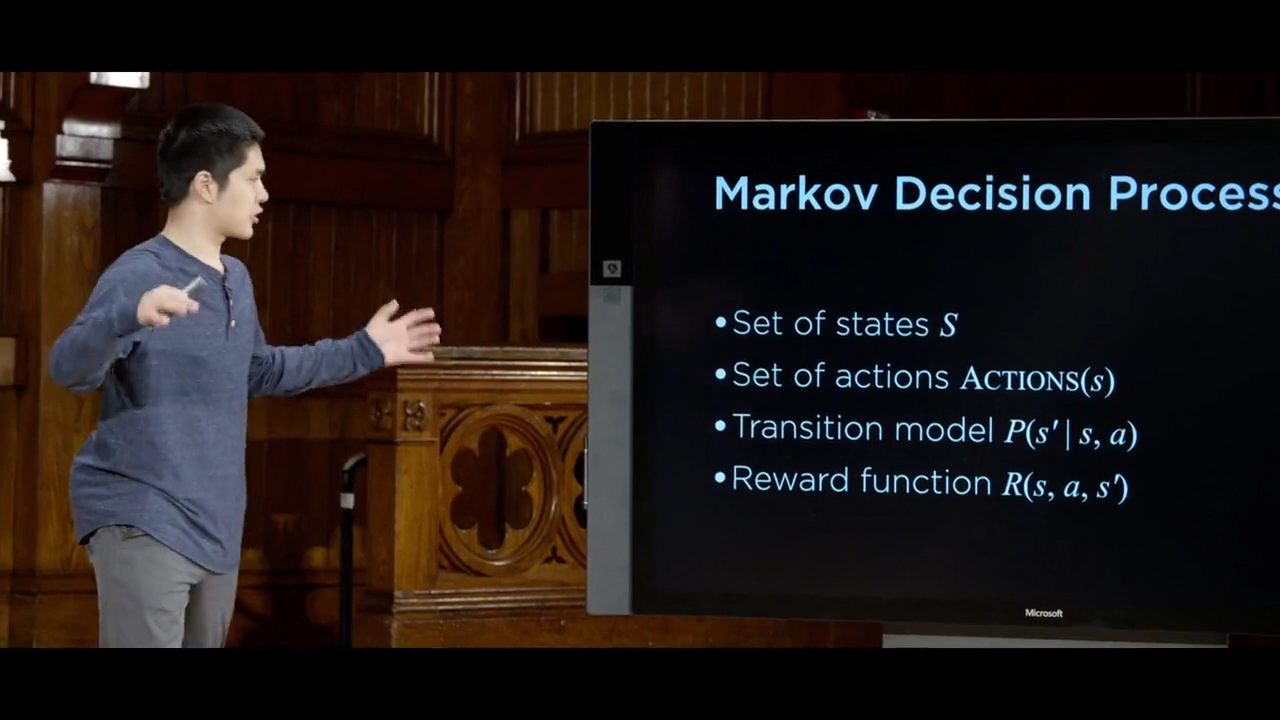 Markov Decision Process
• Set of states S
• Set of actions ACTIONS(s)
• Transition model P(s' | s, a)
• Reward function R(s, a, s')
Microsoft